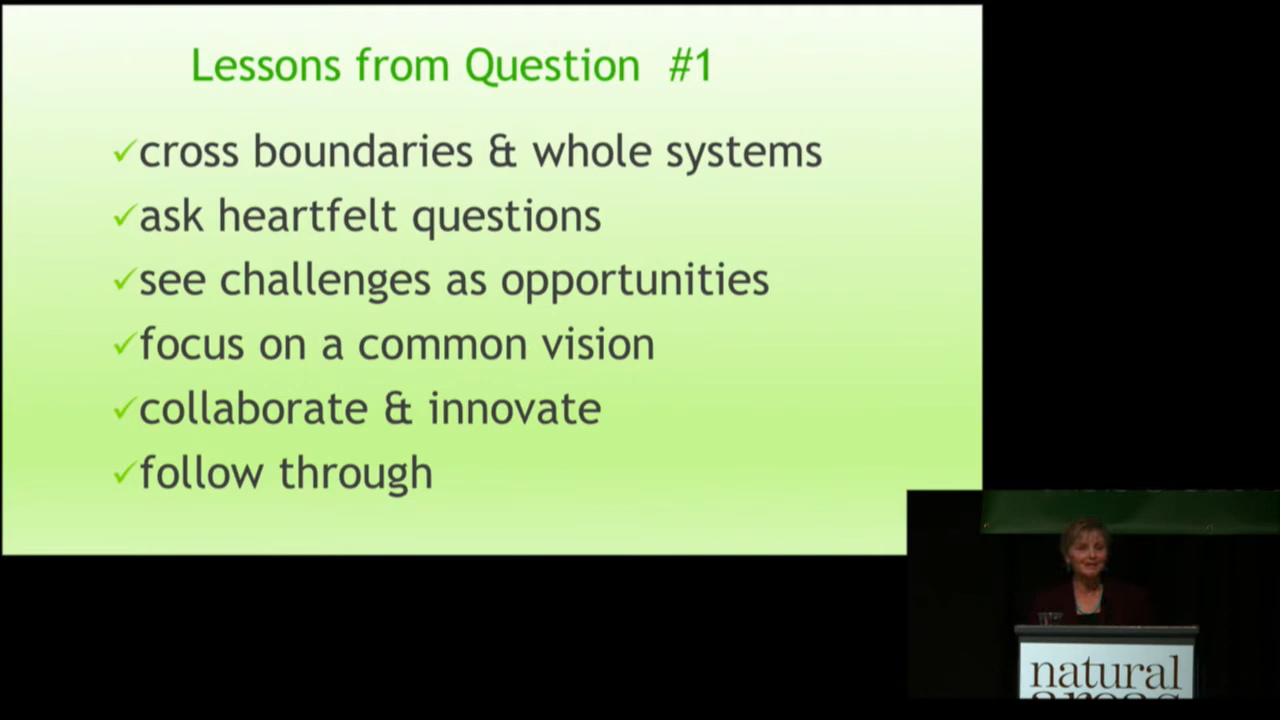 Lessons from Question #1
✓cross boundaries & whole systems
✓ask heartfelt questions
✓see challenges as opportunities
✓focus on a common vision
✓collaborate & innovate
✓follow through
natural
areas